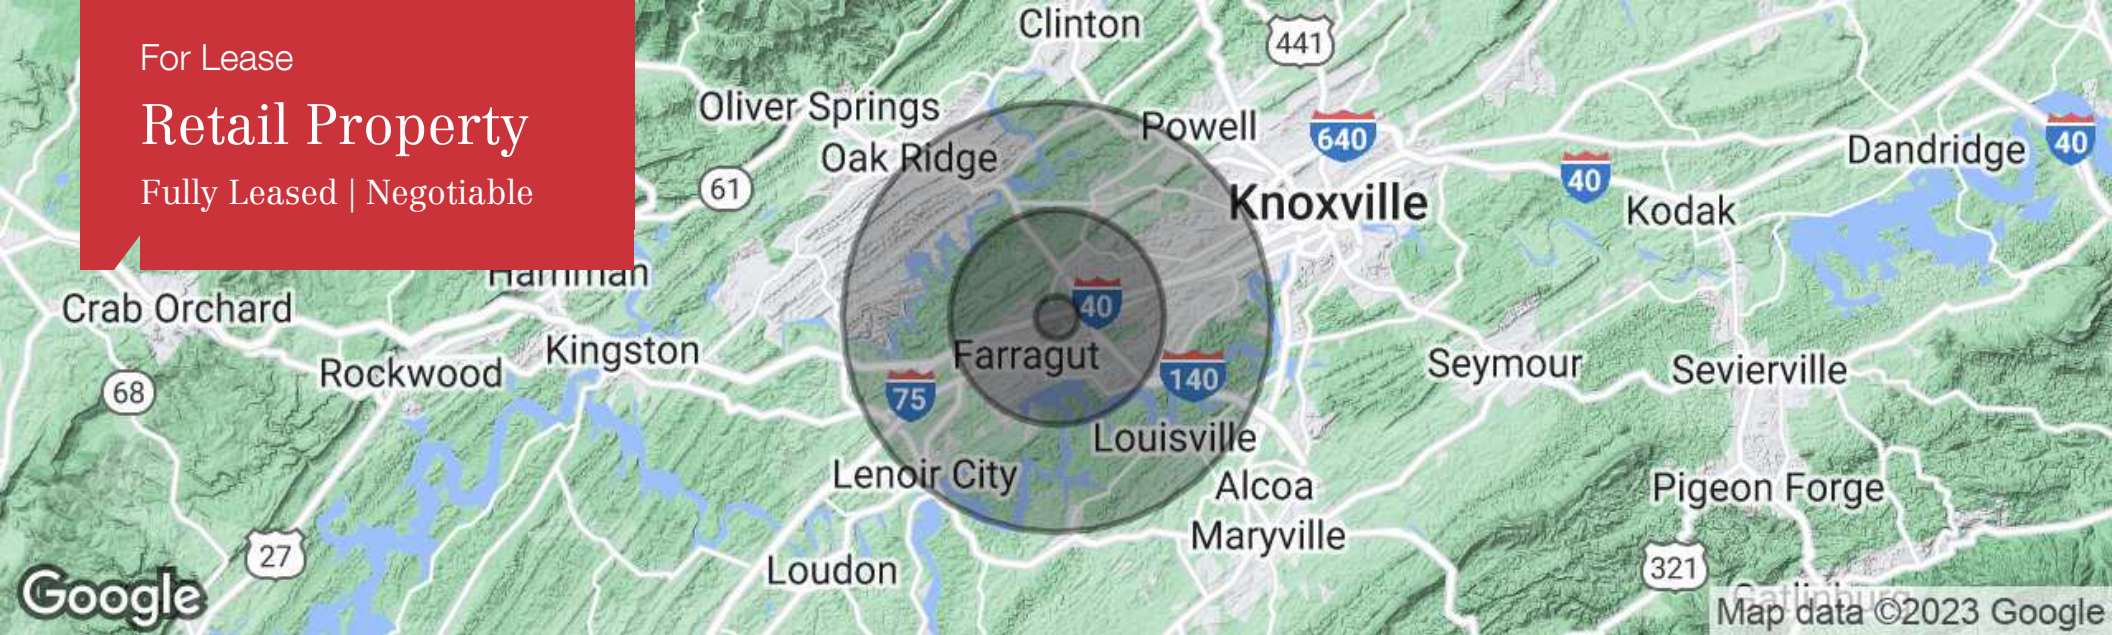 For Lease
Retail Property
Fully Leased | Negotiable
Clinton
441
Oliver Springs
Powell
640
Oak Ridge
Dandridge
40
61
40
Knoxville
Kodak
Harriman
Crab Orchard
40
Kingston
Farragut
Rockwood
Seymour
Sevierville
68
75
140
Louisville
Lenoir City
Alcoa
Pigeon Forge
Maryville
27
Loudon
321
Gatlinburg
Google
Map data ©2023 Google